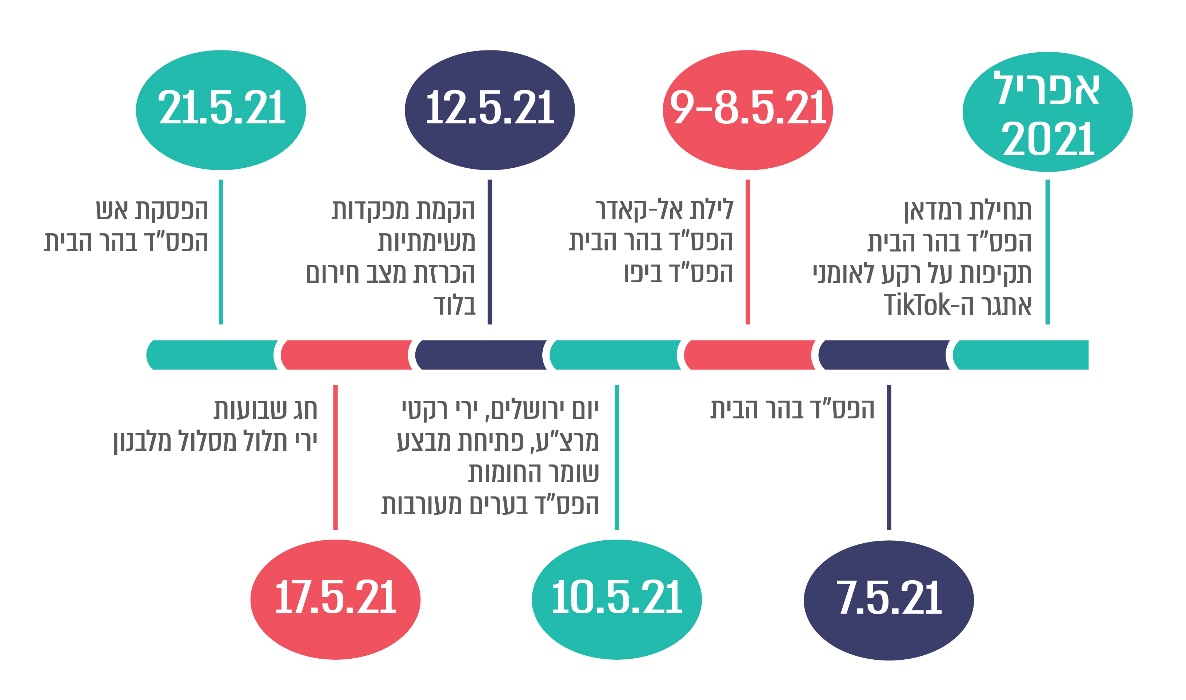 אפריל
2021
תחילת רמדאן
הפס"ד בהר הבית
תקיפות על רקע לאומני
אתגר ה-TikTok
7.5.21
הפס"ד בהר הבית
9-8.5.21
לילת אל-קאדר
הפס"ד בהר הבית
הפס"ד ביפו
10.5.21
יום ירושלים, ירי רקטי
מרצ"ע, פתיחת מבצע
שומר החומות
הפס"ד בערים מעורבות
12.5.21
הקמת מפקדות
משימתיות
הכרזת מצב חירום
בלוד
17.5.21
חג שבועות
ירי תלול מסלול מלבנון
21.5.21
הפסקת אש
הפס"ד בהר הבית